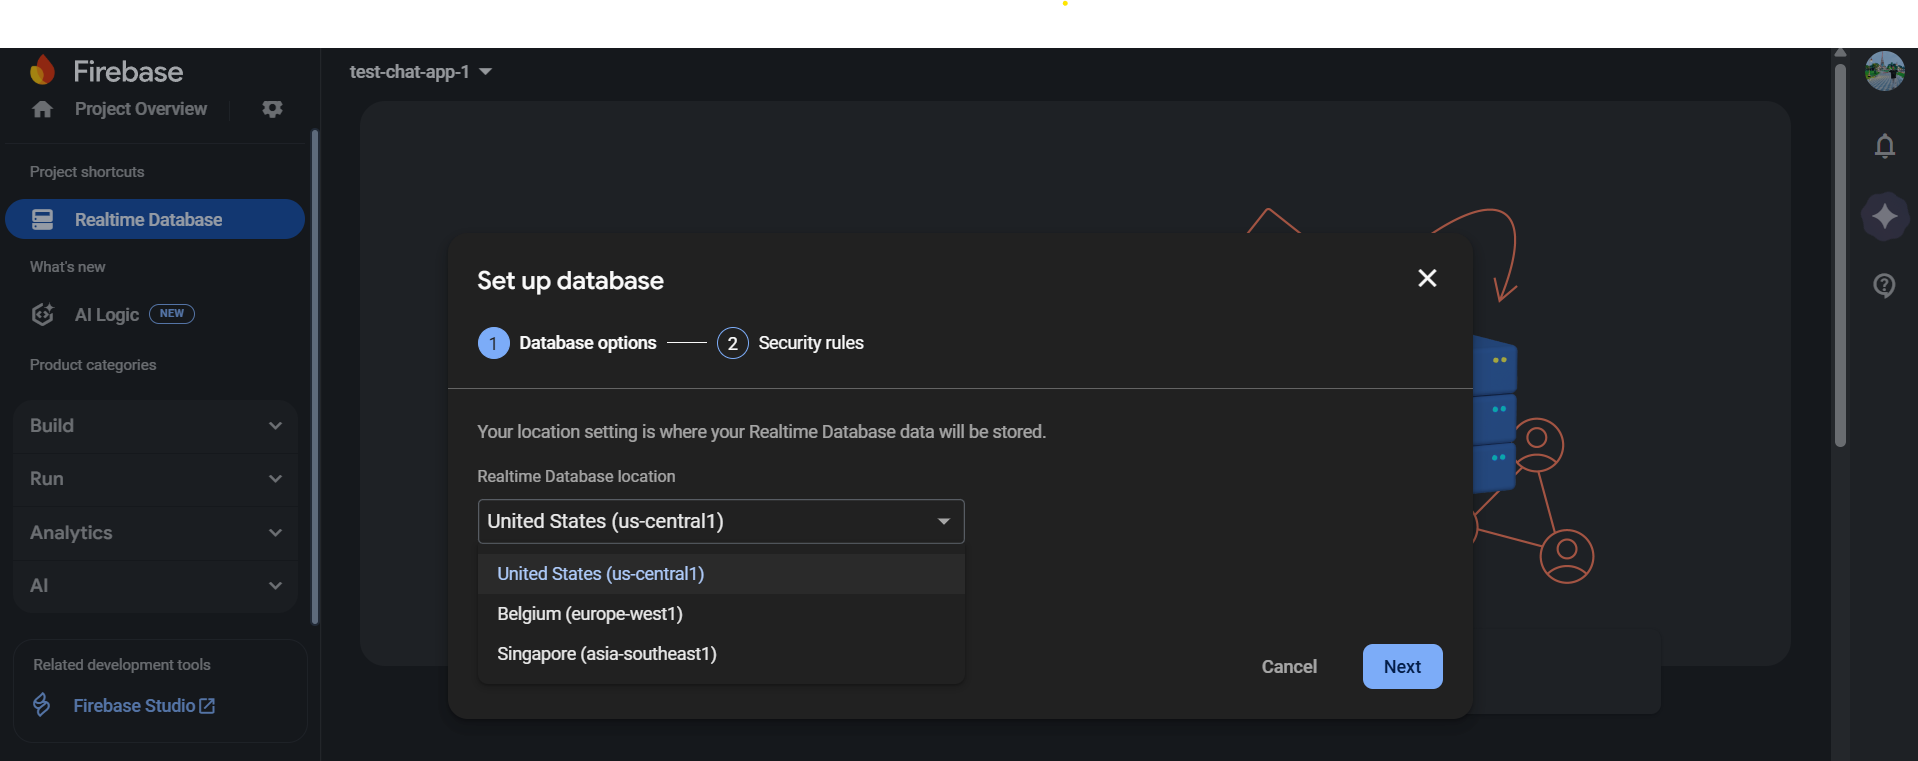 Firebase
Project Overview
Project shortcuts
Realtime Database
What's new
AI Logic NEW
Product categories
Build
Run
Analytics
AI
Related development tools
Firebase Studio
test-chat-app-1
Set up database
1 Database options
2 Security rules
Your location setting is where your Realtime Database data will be stored.
Realtime Database location
United States (us-central1)
United States (us-central1)
Belgium (europe-west1)
Singapore (asia-southeast1)
Cancel
Next